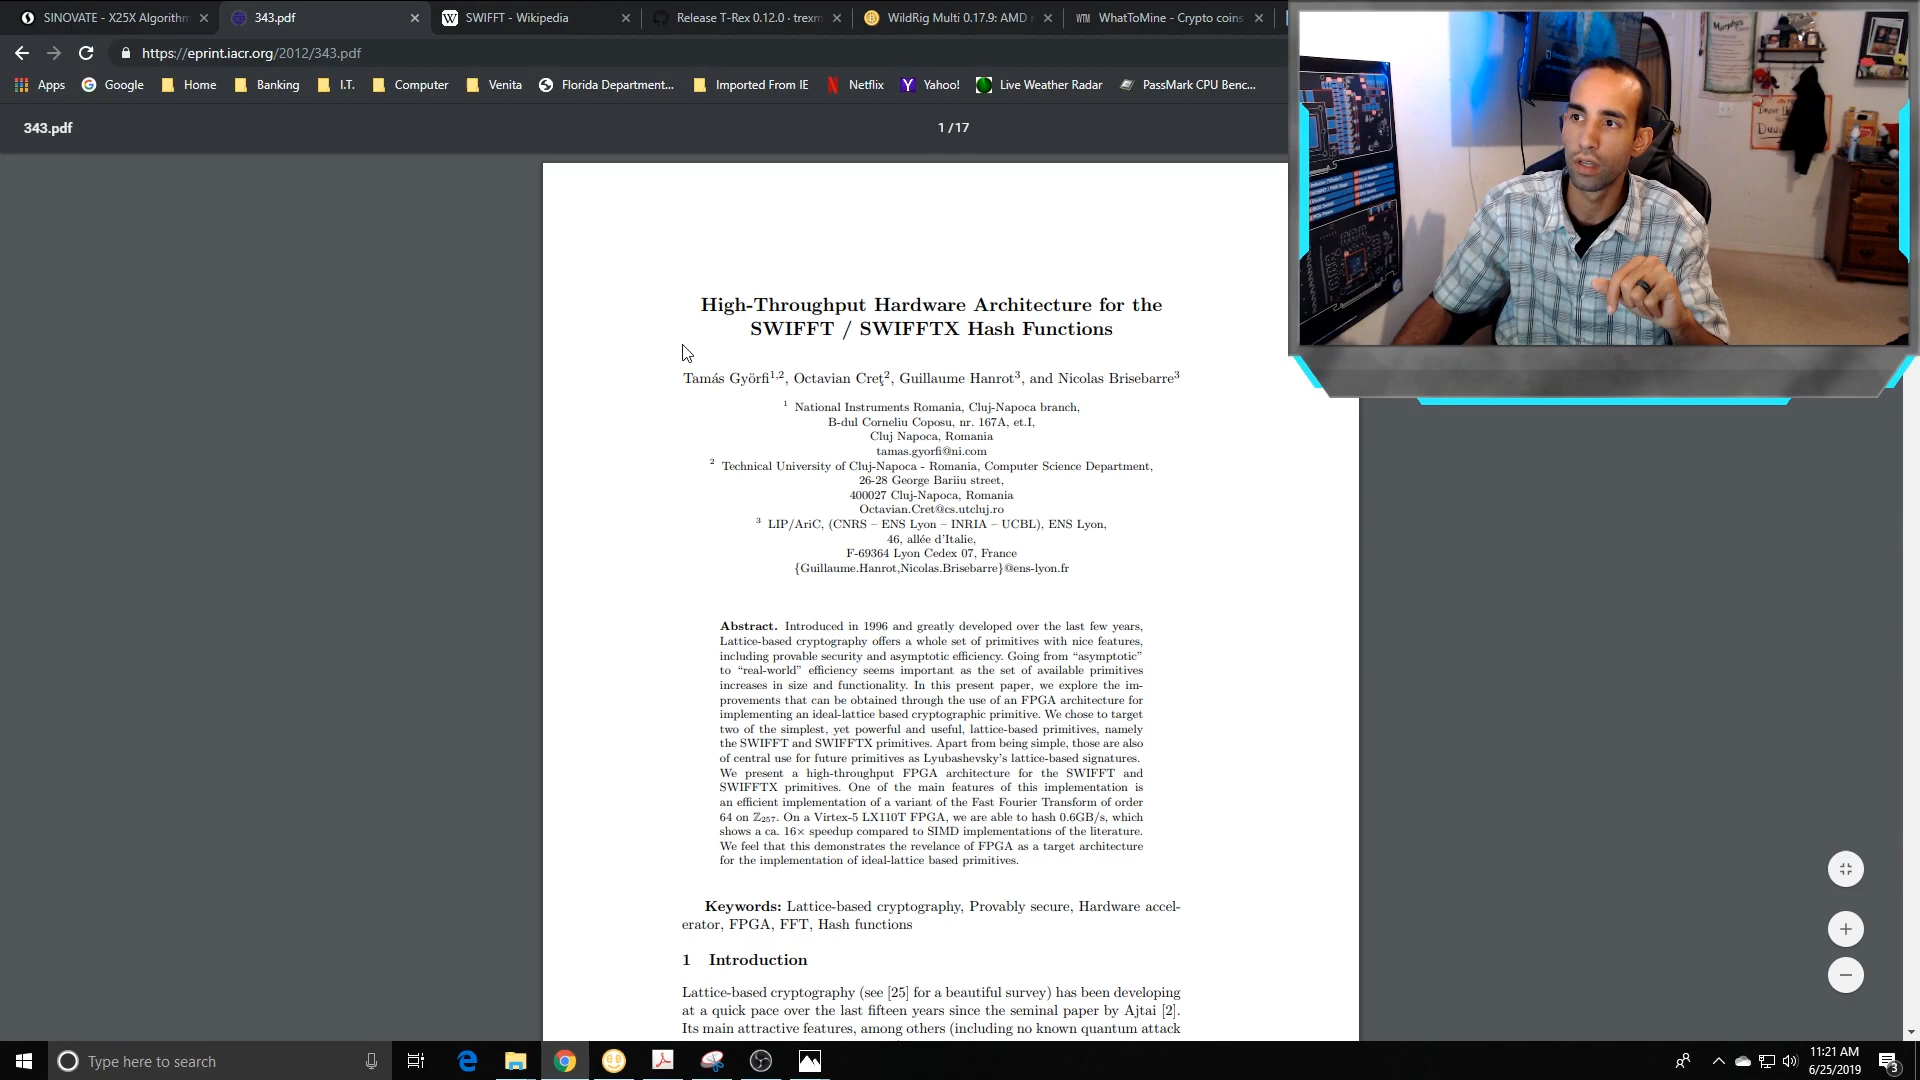 SINOVATE - X25X Algorithm
343.pdf
SWIFFT - Wikipedia
Release T-Rex 0.12.0 · trexm
WildRig Multi 0.17.9: AMD
WhatToMine - Crypto coins
https://eprint.iacr.org/2012/343.pdf
Apps
Google
Home
Banking
I.T.
Computer
Venita
Florida Department...
Imported From IE
Netflix
Yahoo!
Live Weather Radar
PassMark CPU Benc...
343.pdf
1 / 17
High-Throughput Hardware Architecture for the
SWIFFT / SWIFFTX Hash Functions
Tamás Györfi1,2, Octavian Creţ2, Guillaume Hanrot3, and Nicolas Brisebarre3
1 National Instruments Romania, Cluj-Napoca branch,
B-dul Corneliu Coposu, nr. 167A, et.I,
Cluj Napoca, Romania
tamas.gyorfi@ni.com
2 Technical University of Cluj-Napoca - Romania, Computer Science Department,
26-28 George Bariiu street,
400027 Cluj-Napoca, Romania
Octavian.Cret@cs.utcluj.ro
3 LIP/AriC, (CNRS – ENS Lyon – INRIA – UCBL), ENS Lyon,
46, allée d'Italie,
F-69364 Lyon Cedex 07, France
{Guillaume.Hanrot,Nicolas.Brisebarre}@ens-lyon.fr
Abstract. Introduced in 1996 and greatly developed over the last few years,
Lattice-based cryptography offers a whole set of primitives with nice features,
including provable security and asymptotic efficiency. Going from “asymptotic”
to “real-world” efficiency seems important as the set of available primitives
increases in size and functionality. In this present paper, we explore the im-
provements that can be obtained through the use of an FPGA architecture for
implementing an ideal-lattice based cryptographic primitive. We chose to target
two of the simplest, yet powerful and useful, lattice-based primitives, namely
the SWIFFT and SWIFFTX primitives. Apart from being simple, those are also
of central use for future primitives as Lyubashevsky's lattice-based signatures.
We present a high-throughput FPGA architecture for the SWIFFT and
SWIFFTX primitives. One of the main features of this implementation is
an efficient implementation of a variant of the Fast Fourier Transform of order
64 on ℤ257. On a Virtex-5 LX110T FPGA, we are able to hash 0.6GB/s, which
shows a ca. 16× speedup compared to SIMD implementations of the literature.
We feel that this demonstrates the revelance of FPGA as a target architecture
for the implementation of ideal-lattice based primitives.
Keywords: Lattice-based cryptography, Provably secure, Hardware accel-
erator, FPGA, FFT, Hash functions
1 Introduction
Lattice-based cryptography (see [25] for a beautiful survey) has been developing
at a quick pace over the last fifteen years since the seminal paper by Ajtai [2].
Its main attractive features, among others (including no known quantum attack
Type here to search
11:21 AM
6/25/2019
3